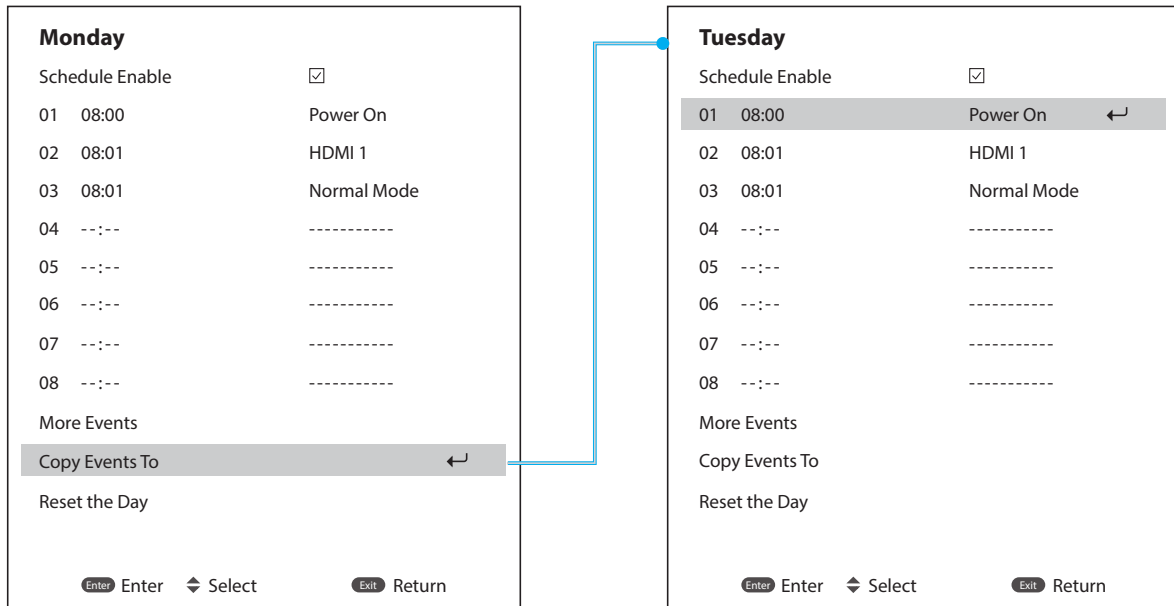 Monday
Schedule Enable ☑
01 08:00 Power On
02 08:01 HDMI 1
03 08:01 Normal Mode
04 --:-- -----------
05 --:-- -----------
06 --:-- -----------
07 --:-- -----------
08 --:-- -----------
More Events
Copy Events To ↵
Reset the Day
Enter Enter Select Exit Return
Tuesday
Schedule Enable ☑
01 08:00 Power On ↵
02 08:01 HDMI 1
03 08:01 Normal Mode
04 --:-- -----------
05 --:-- -----------
06 --:-- -----------
07 --:-- -----------
08 --:-- -----------
More Events
Copy Events To
Reset the Day
Enter Enter Select Exit Return